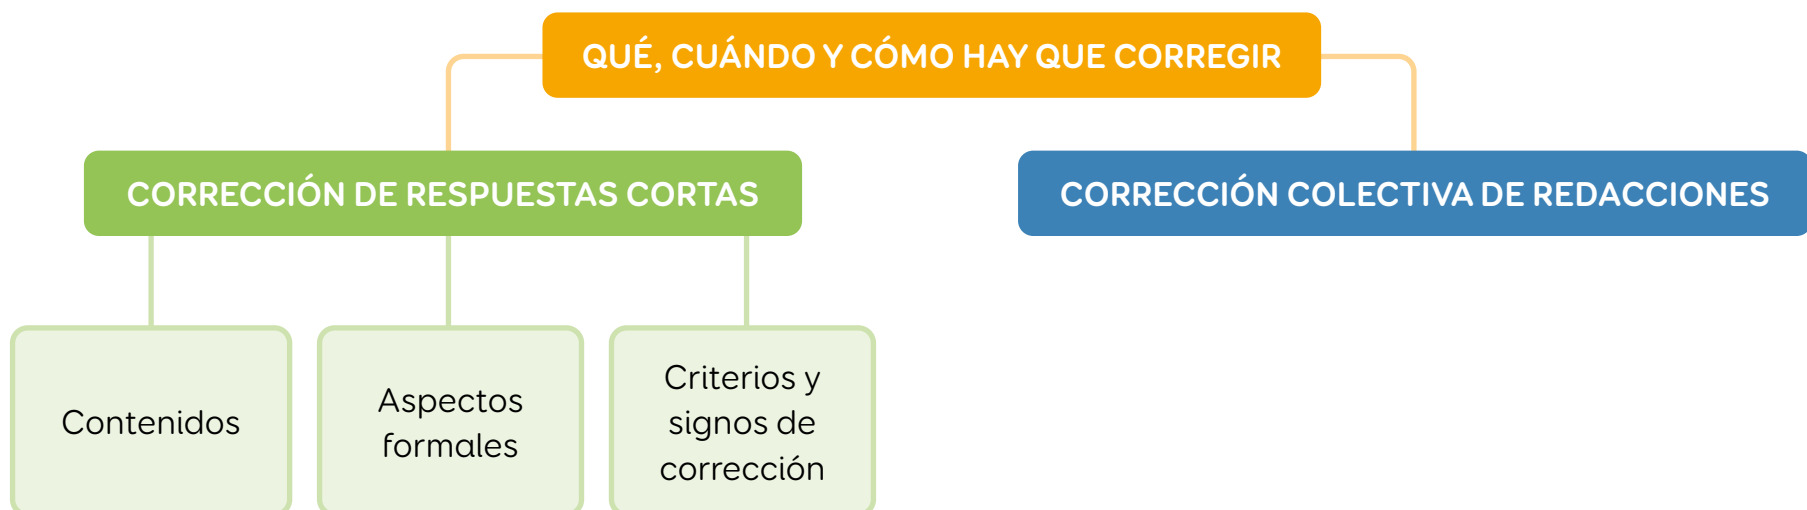 QUÉ, CUÁNDO Y CÓMO HAY QUE CORREGIR
CORRECCIÓN DE RESPUESTAS CORTAS
CORRECCIÓN COLECTIVA DE REDACCIONES
Contenidos
Aspectos
formales
Criterios y
signos de
corrección